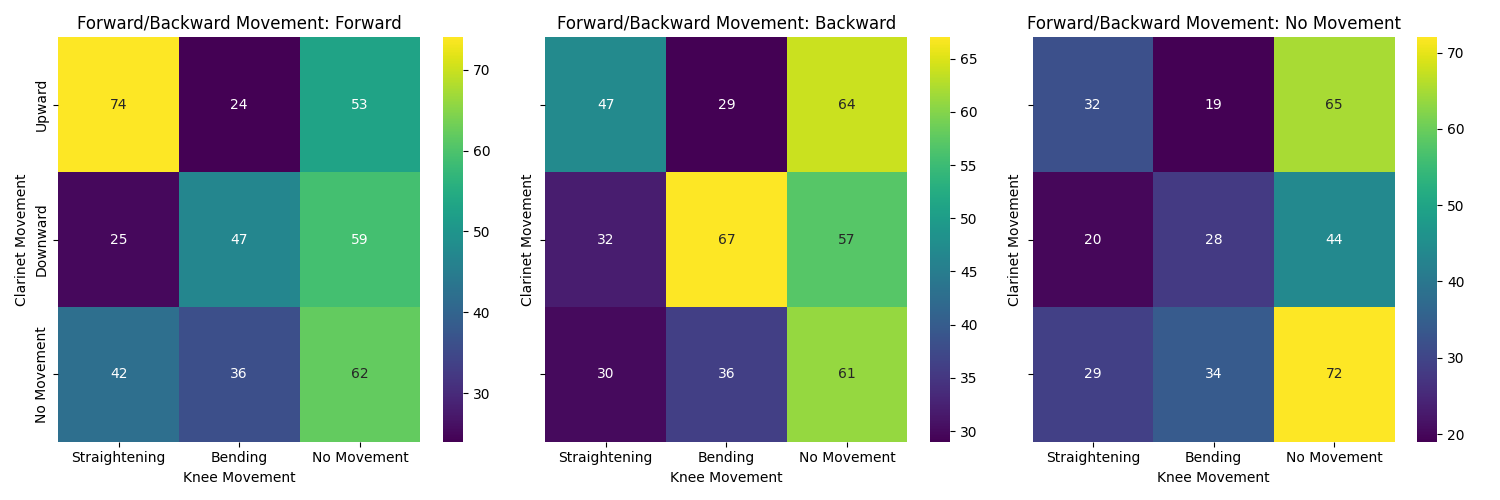 Forward/Backward Movement: Forward
Clarinet Movement
Upward
Downward
No Movement
74 24 53
25 47 59
42 36 62
Straightening Bending No Movement
Knee Movement
70
60
50
40
30
Forward/Backward Movement: Backward
Clarinet Movement
47 29 64
32 67 57
30 36 61
Straightening Bending No Movement
Knee Movement
65
60
55
50
45
40
35
30
Forward/Backward Movement: No Movement
Clarinet Movement
32 19 65
20 28 44
29 34 72
Straightening Bending No Movement
Knee Movement
70
60
50
40
30
20